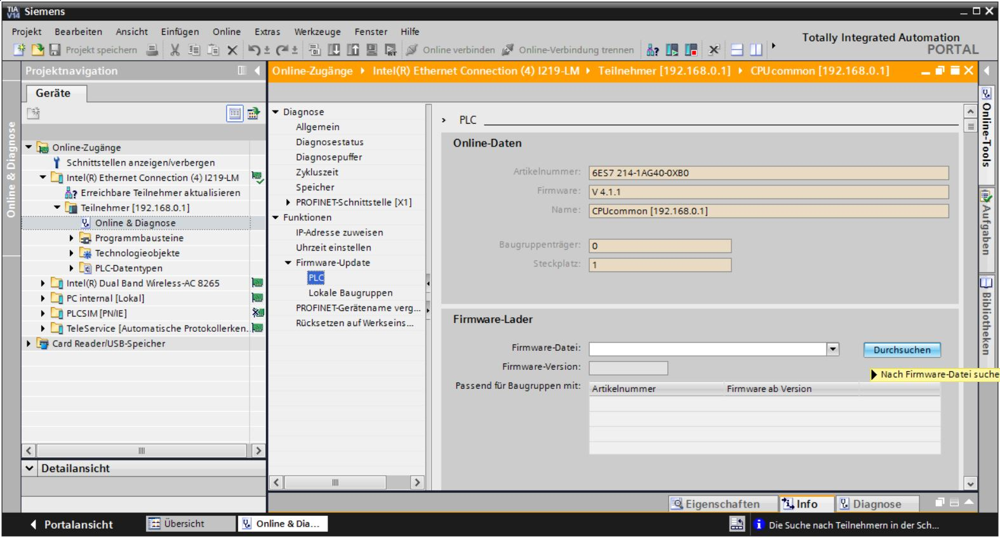 TIA V14 Siemens
Projekt Bearbeiten Ansicht Einfügen Online Extras Werkzeuge Fenster Hilfe
Totally Integrated Automation
PORTAL
Projekt speichern Online verbinden Online-Verbindung trennen
Projektnavigation
Online-Zugänge Intel(R) Ethernet Connection (4) I219-LM Teilnehmer [192.168.0.1] CPUcommon [192.168.0.1]
Geräte
Online & Diagnose
Online-Zugänge
Schnittstellen anzeigen/verbergen
Intel(R) Ethernet Connection (4) I219-LM
Erreichbare Teilnehmer aktualisieren
Teilnehmer [192.168.0.1]
Online & Diagnose
Programmbausteine
Technologieobjekte
PLC-Datentypen
Intel(R) Dual Band Wireless-AC 8265
PC internal [Lokal]
PLCSIM [PN/IE]
TeleService [Automatische Protokollerken..
Card Reader/USB-Speicher
Detailansicht
Diagnose
Allgemein
Diagnosestatus
Diagnosepuffer
Zykluszeit
Speicher
PROFINET-Schnittstelle [X1]
Funktionen
IP-Adresse zuweisen
Uhrzeit einstellen
Firmware-Update
PLC
Lokale Baugruppen
PROFINET-Gerätename verg...
Rücksetzen auf Werkseins...
PLC
Online-Daten
Artikelnummer: 6ES7 214-1AG40-0XB0
Firmware: V 4.1.1
Name: CPUcommon [192.168.0.1]
Baugruppenträger: 0
Steckplatz: 1
Firmware-Lader
Firmware-Datei: Durchsuchen
Nach Firmware-Datei suche
Firmware-Version:
Passend für Baugruppen mit: Artikelnummer Firmware ab Version
Online-Tools
Aufgaben
Bibliotheken
Eigenschaften Info Diagnose
Portalansicht Übersicht Online & Dia... Die Suche nach Teilnehmern in der Sch...